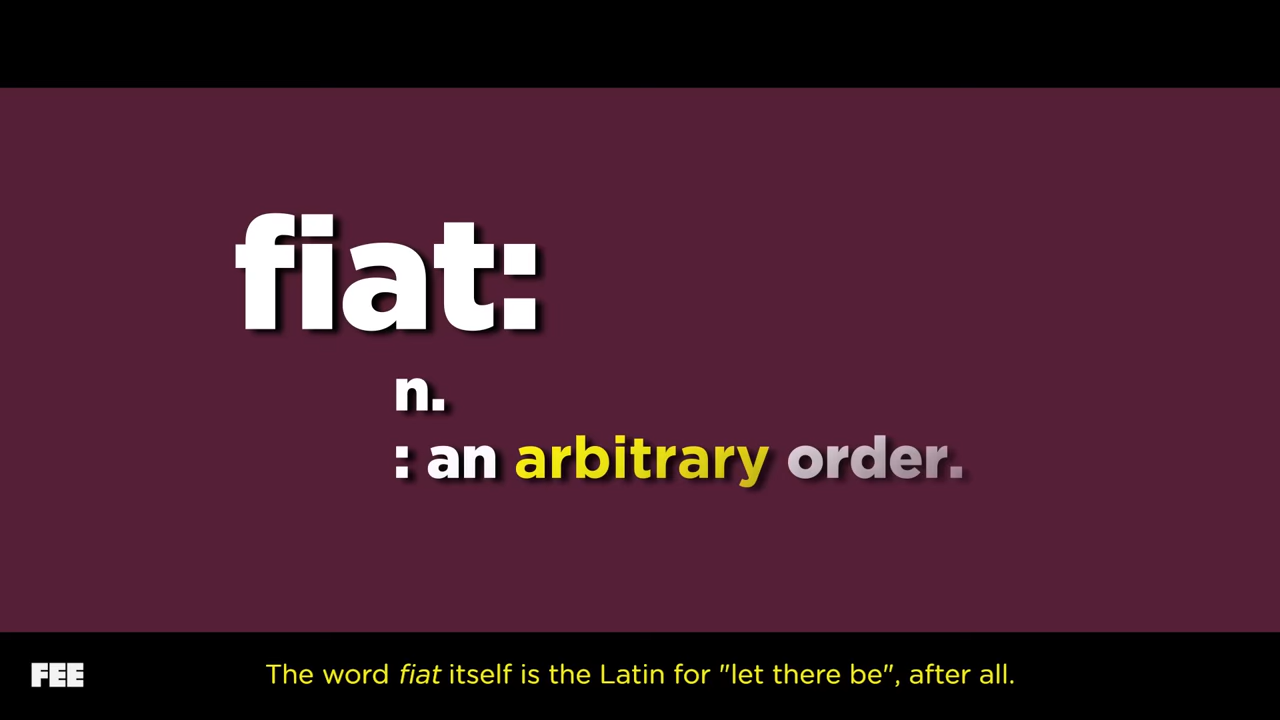 fiat:
n.
: an arbitrary order.
FEE
The word fiat itself is the Latin for "let there be", after all.